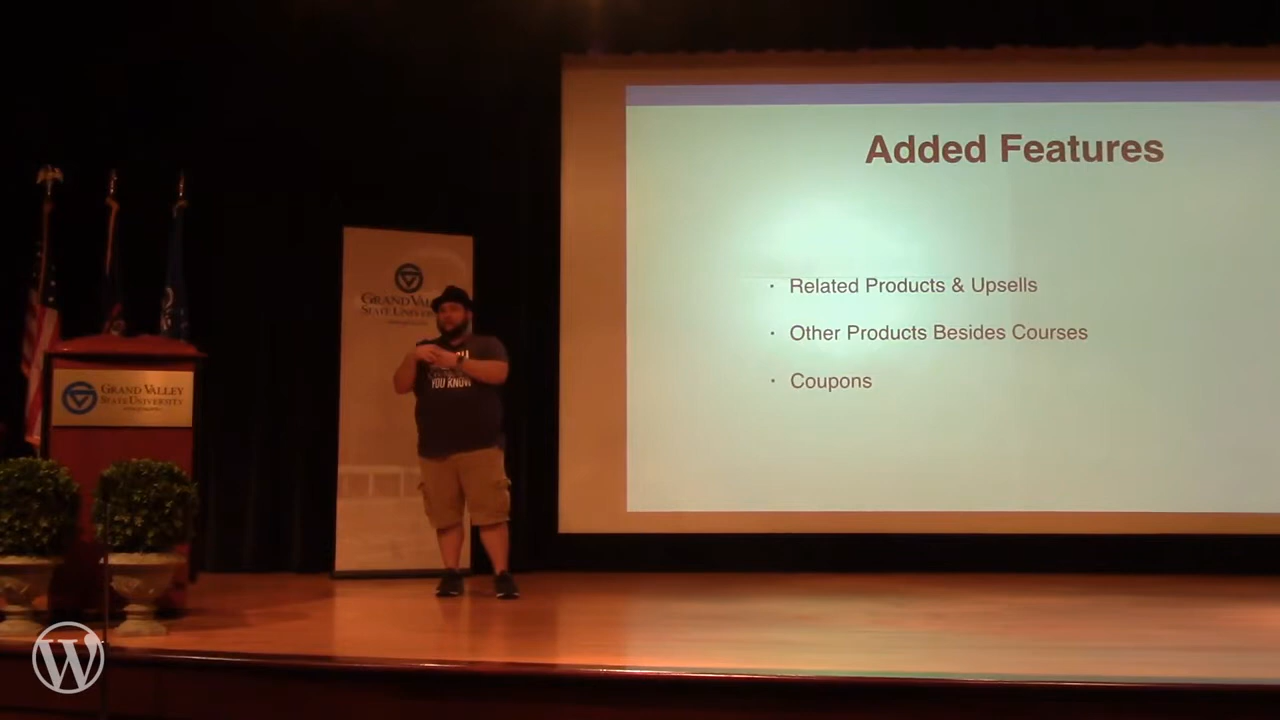 Added Features
· Related Products & Upsells
· Other Products Besides Courses
· Coupons
GRAND VALLEY
STATE UNIVERSITY
GRAND VALLEY
STATE UNIVERSITY
YOU KNOW
W